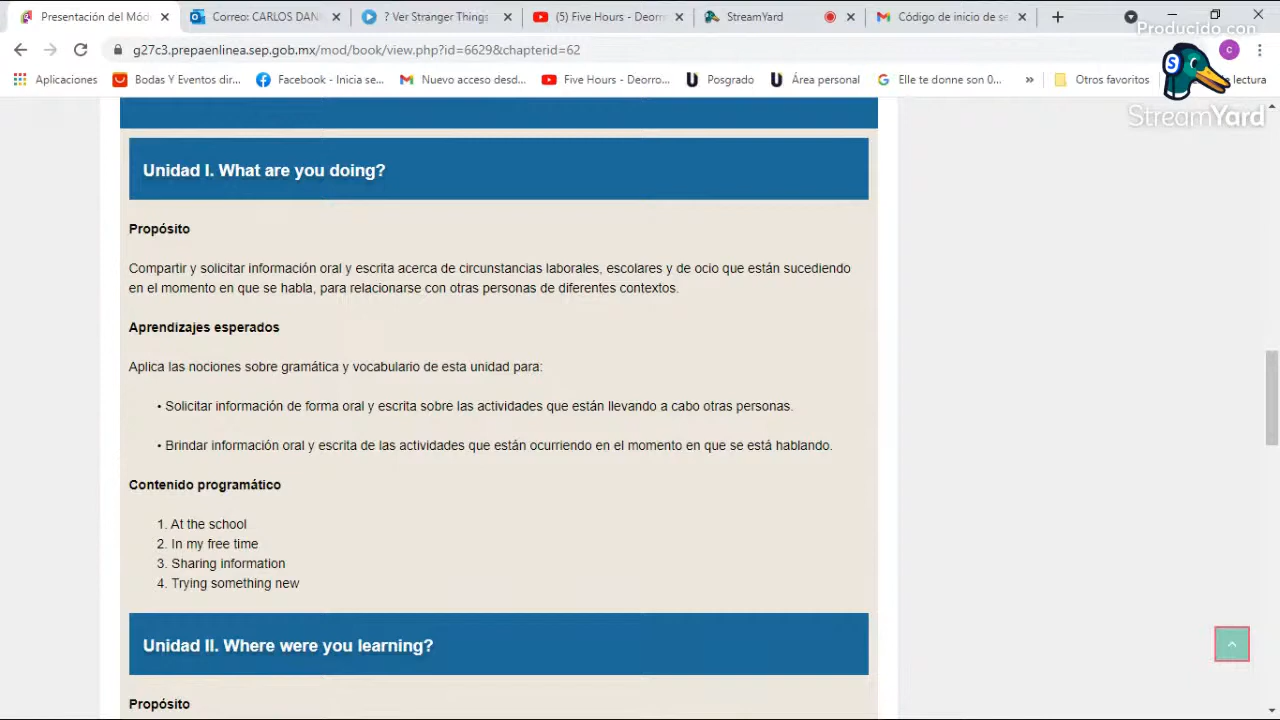 Presentación del Mód
Correo: CARLOS DAN
? Ver Stranger Things
(5) Five Hours - Deorr
StreamYard
Código de inicio de se
Producido con
g27c3.prepaenlinea.sep.gob.mx/mod/book/view.php?id=6629&chapterid=62
c
S
Aplicaciones
Bodas Y Eventos dir...
Facebook - Inicia se...
Nuevo acceso desd...
Five Hours - Deorro...
Posgrado
Área personal
Elle te donne son 0...
»
Otros favoritos
lectura
StreamYard
Unidad I. What are you doing?
Propósito
Compartir y solicitar información oral y escrita acerca de circunstancias laborales, escolares y de ocio que están sucediendo
en el momento en que se habla, para relacionarse con otras personas de diferentes contextos.
Aprendizajes esperados
Aplica las nociones sobre gramática y vocabulario de esta unidad para:
• Solicitar información de forma oral y escrita sobre las actividades que están llevando a cabo otras personas.
• Brindar información oral y escrita de las actividades que están ocurriendo en el momento en que se está hablando.
Contenido programático
1. At the school
2. In my free time
3. Sharing information
4. Trying something new
Unidad II. Where were you learning?
Propósito